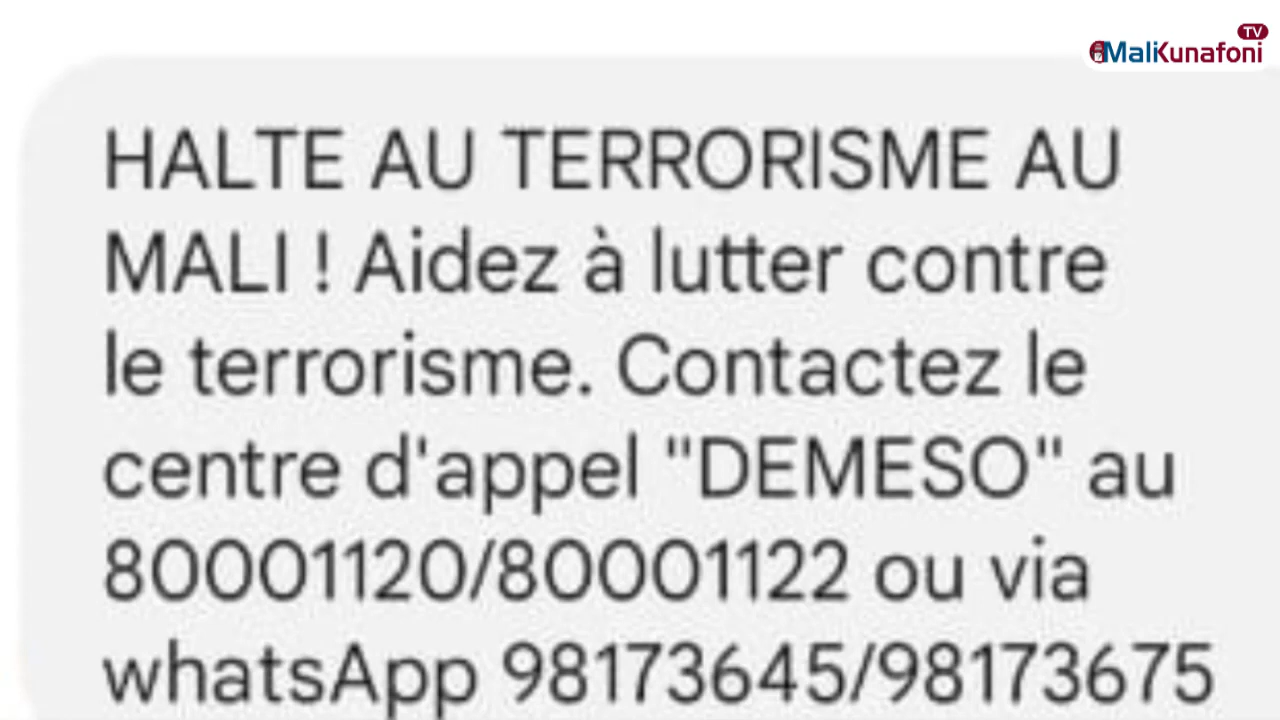 TV
MaliKunafoni
HALTE AU TERRORISME AU
MALI ! Aidez à lutter contre
le terrorisme. Contactez le
centre d'appel "DEMESO" au
80001120/80001122 ou via
whatsApp 98173645/98173675